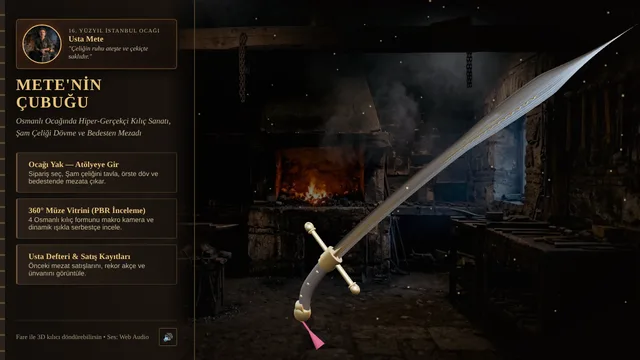 16. YÜZYIL İSTANBUL OCAĞI
Usta Mete
"Çeliğin ruhu ateşte ve çekiçte
saklıdır."
METE'NİN
ÇUBUĞU
Osmanlı Ocağında Hiper-Gerçekçi Kılıç Sanatı,
Şam Çeliği Dövme ve Bedesten Mezadı
Ocağı Yak — Atölyeye Gir
Sipariş seç, Şam çeliğini tavla, örste döv ve
bedestende mezata çıkar.
360° Müze Vitrini (PBR İnceleme)
4 Osmanlı kılıç formunu makro kamera ve
dinamik ışıkla serbestçe incele.
Usta Defteri & Satış Kayıtları
Önceki mezat satışlarını, rekor akçe ve
ünvanını görüntüle.
Fare ile 3D kılıcı döndürebilirsin • Ses: Web Audio